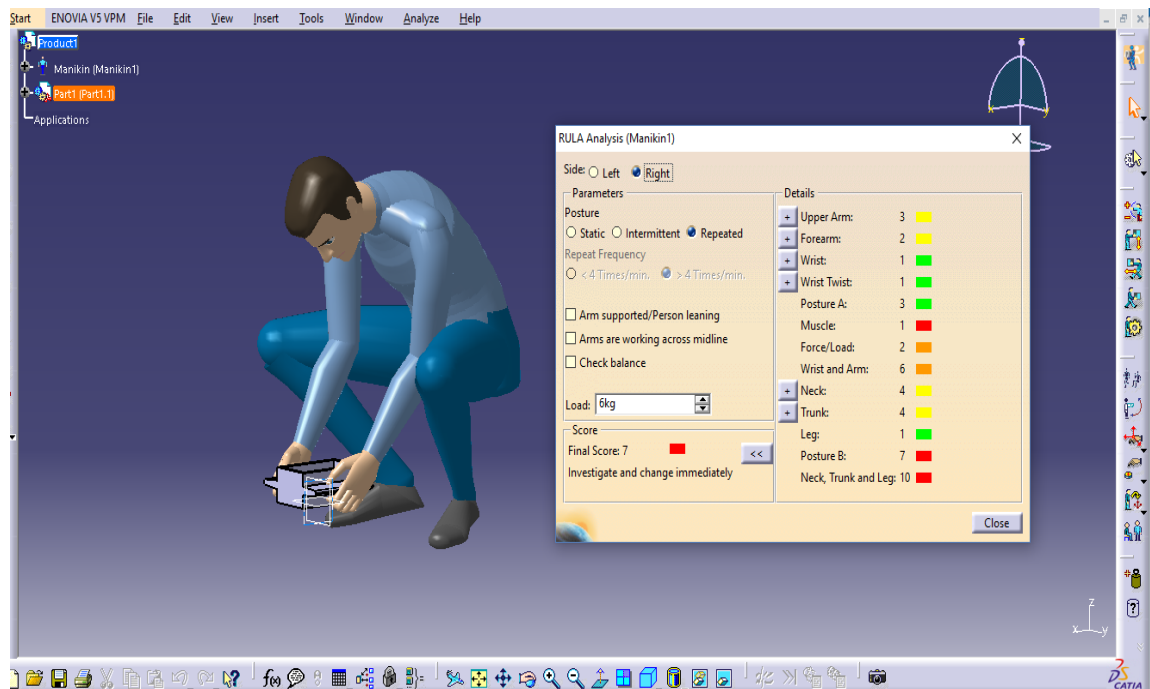 Start ENOVIA V5 VPM File Edit View Insert Tools Window Analyze Help
Product1
Manikin (Manikin1)
Part1 (Part1.1)
Applications
RULA Analysis (Manikin1)
Side: Left Right
Parameters
Posture
Static Intermittent Repeated
Repeat Frequency
< 4 Times/min. > 4 Times/min.
Arm supported/Person leaning
Arms are working across midline
Check balance
Load: 6kg
Score
Final Score: 7
<<
Investigate and change immediately
Details
+ Upper Arm: 3
+ Forearm: 2
+ Wrist: 1
+ Wrist Twist: 1
Posture A: 3
Muscle: 1
Force/Load: 2
Wrist and Arm: 6
+ Neck: 4
+ Trunk: 4
Leg: 1
Posture B: 7
Neck, Trunk and Leg: 10
Close
z
x y
f(x)
CATIA